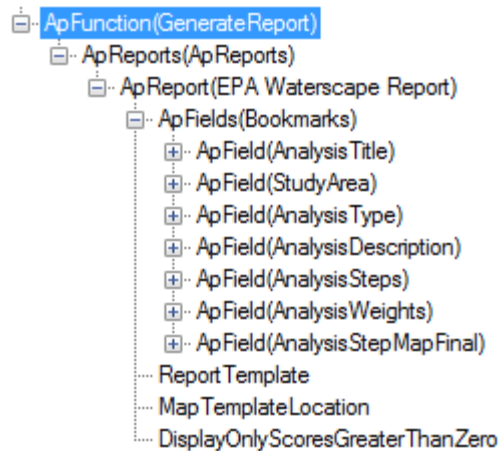 ApFunction(GenerateReport)
ApReports(ApReports)
ApReport(EPA Waterscape Report)
ApFields(Bookmarks)
ApField(AnalysisTitle)
ApField(StudyArea)
ApField(AnalysisType)
ApField(AnalysisDescription)
ApField(AnalysisSteps)
ApField(AnalysisWeights)
ApField(AnalysisStepMapFinal)
ReportTemplate
MapTemplateLocation
DisplayOnlyScoresGreaterThanZero